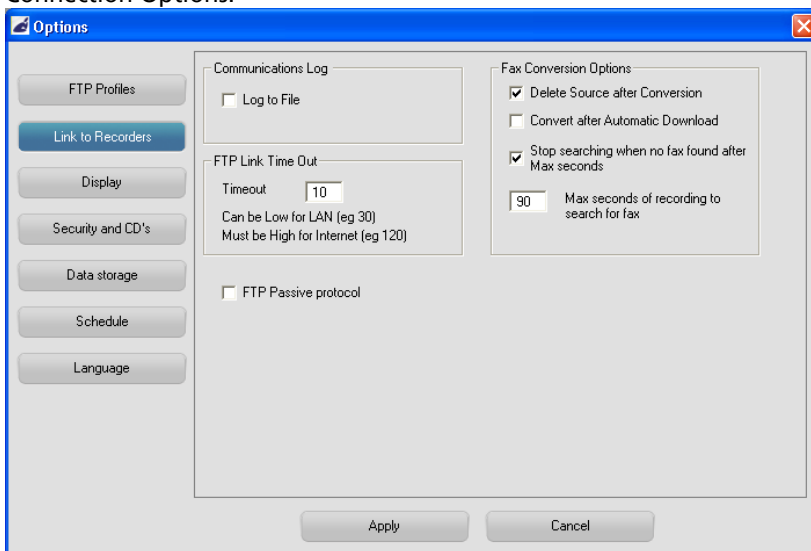 Connection Options.
Options
FTP Profiles
Link to Recorders
Display
Security and CD's
Data storage
Schedule
Language
Communications Log
Log to File
FTP Link Time Out
Timeout 10
Can be Low for LAN (eg 30)
Must be High for Internet (eg 120)
FTP Passive protocol
Fax Conversion Options
Delete Source after Conversion
Convert after Automatic Download
Stop searching when no fax found after
Max seconds
90 Max seconds of recording to
search for fax
Apply
Cancel